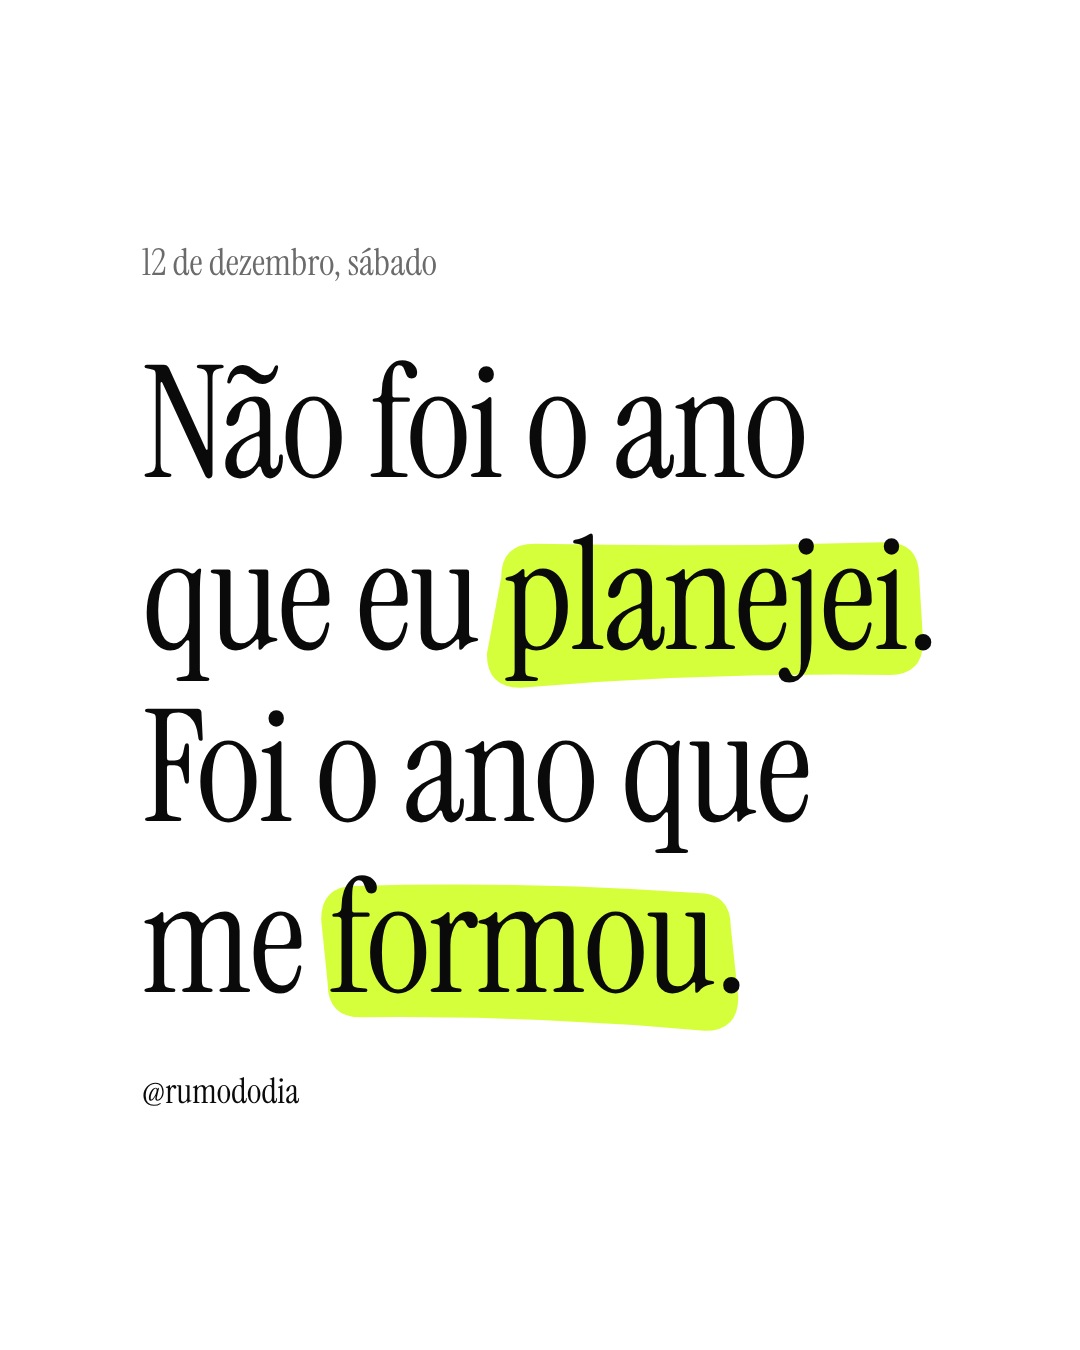 12 de dezembro, sábado
Não foi o ano
que eu planejei.
Foi o ano que
me formou.
@rumododia